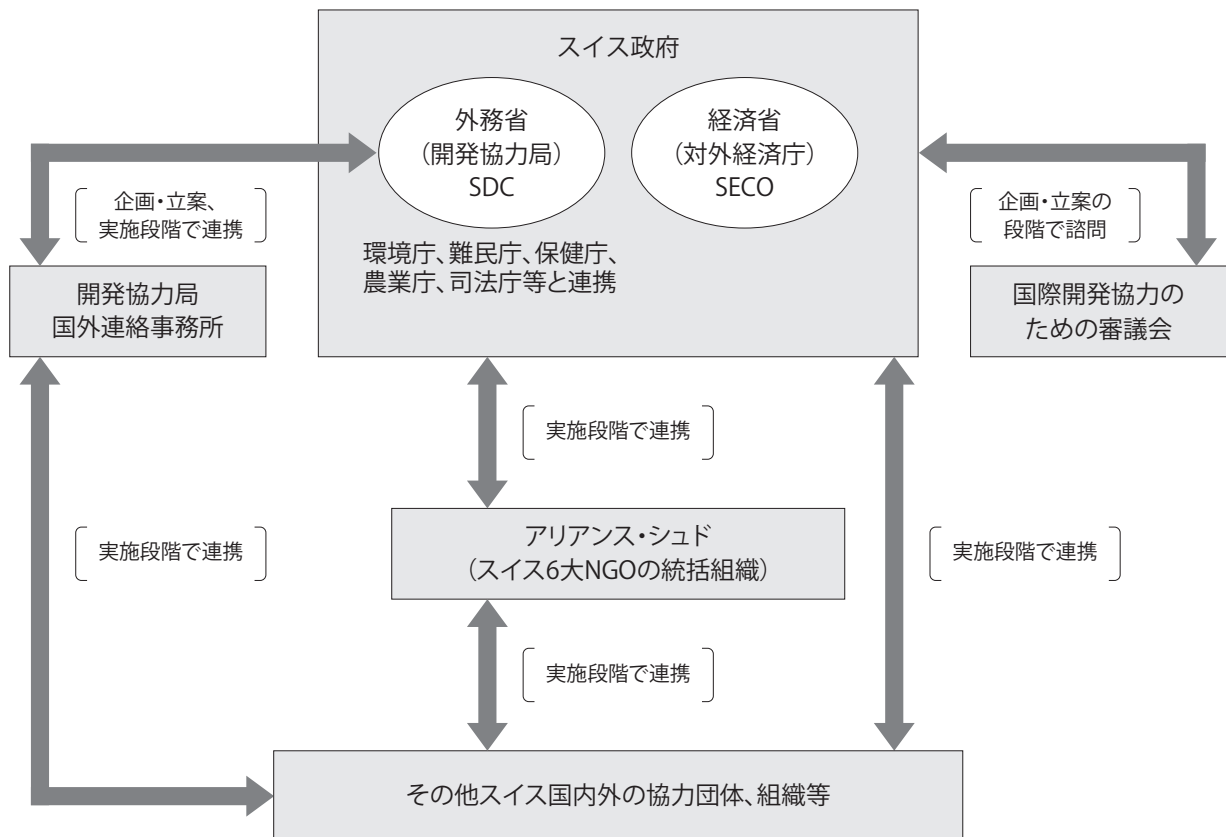 スイス政府
外務省
（開発協力局）
SDC
経済省
（対外経済庁）
SECO
環境庁、難民庁、保健庁、
農業庁、司法庁等と連携
企画・立案、
実施段階で連携
企画・立案の
段階で諮問
開発協力局
国外連絡事務所
国際開発協力の
ための審議会
実施段階で連携
アリアンス・シュド
（スイス6大NGOの統括組織）
実施段階で連携
実施段階で連携
実施段階で連携
その他スイス国内外の協力団体、組織等